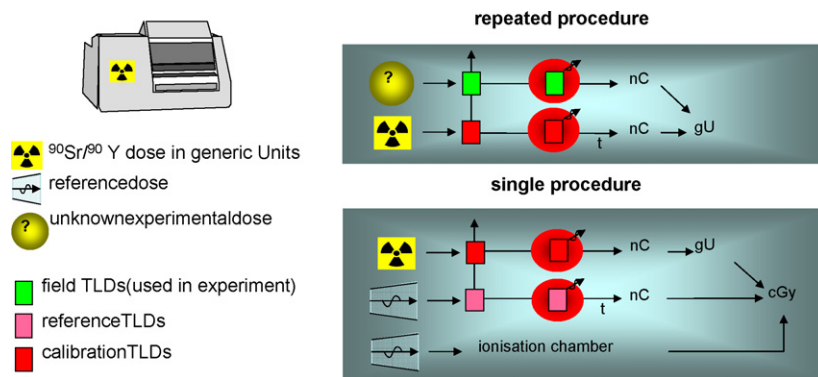 repeated procedure
?
nC
gU
nC
t
⁹⁰Sr/⁹⁰ Y dose in generic Units
referencedose
?
unknownexperimentaldose
field TLDs(used in experiment)
referenceTLDs
calibrationTLDs
single procedure
nC
gU
cGy
nC
t
ionisation chamber